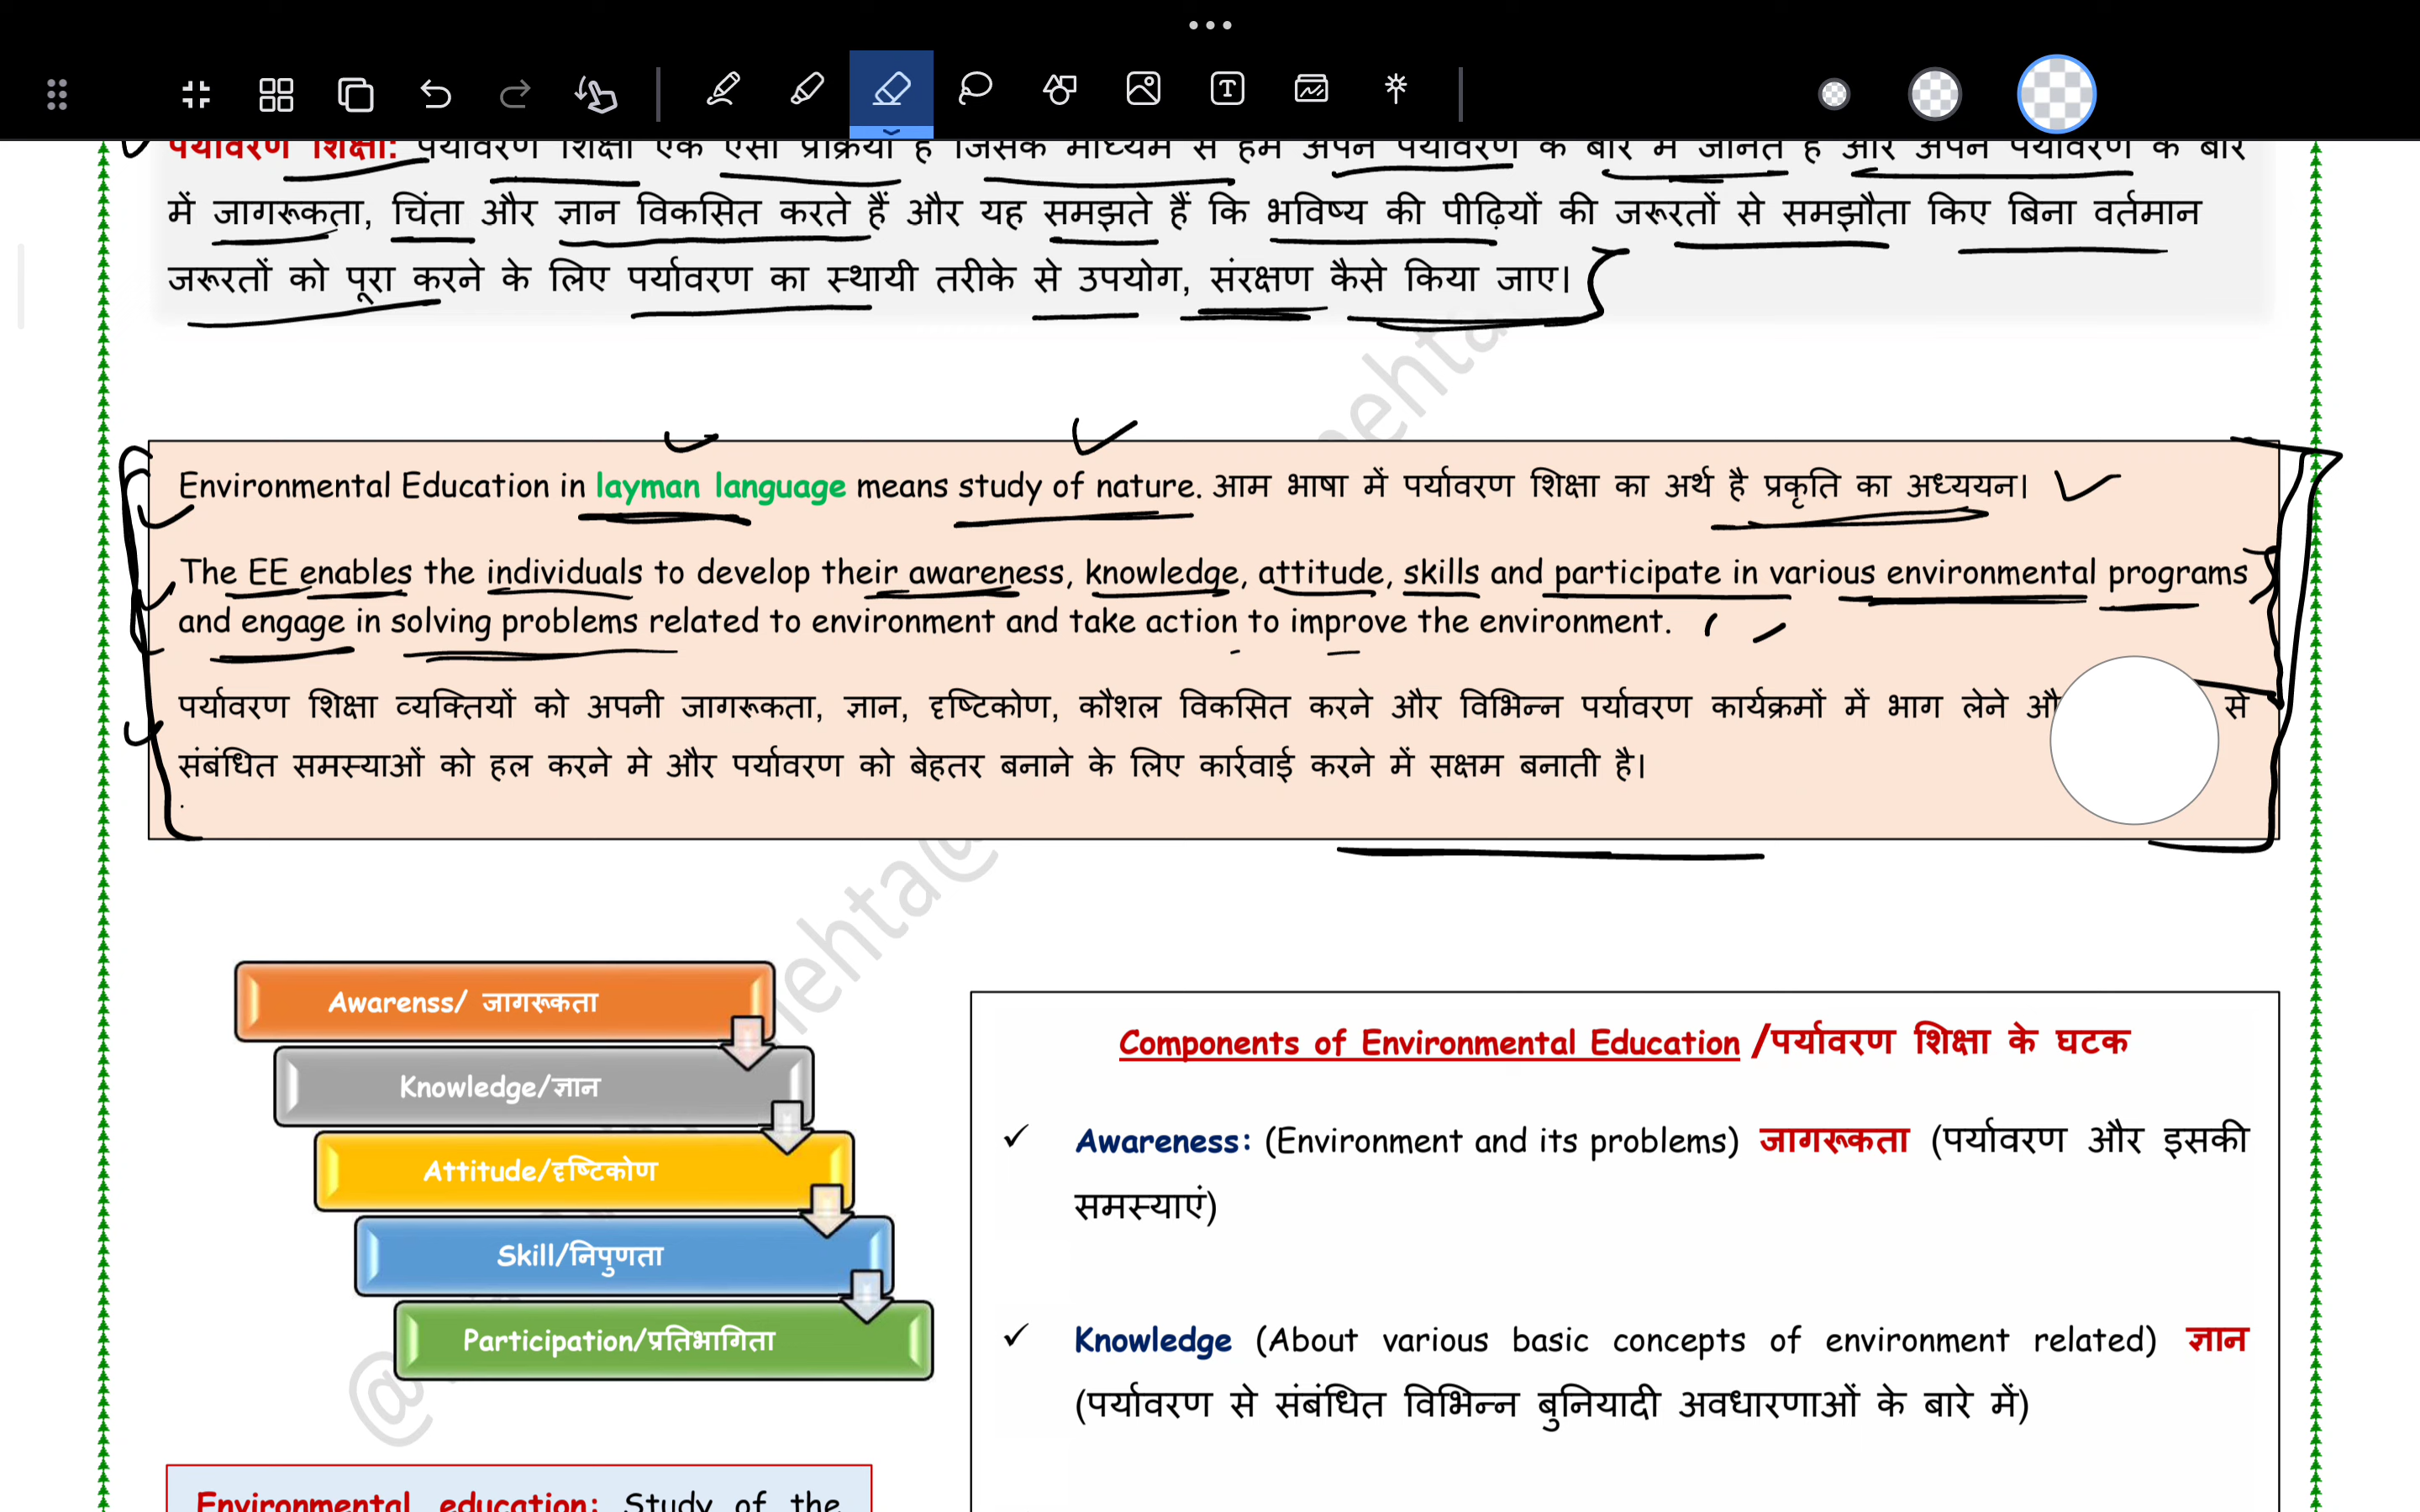 पर्यावरण शिक्षा: पर्यावरण शिक्षा एक ऐसी प्रक्रिया है जिसके माध्यम से हम अपने पर्यावरण के बारे में जानते हैं और अपने पर्यावरण के बारे
में जागरूकता, चिंता और ज्ञान विकसित करते हैं और यह समझते हैं कि भविष्य की पीढ़ियों की जरूरतों से समझौता किए बिना वर्तमान
जरूरतों को पूरा करने के लिए पर्यावरण का स्थायी तरीके से उपयोग, संरक्षण कैसे किया जाए।
Environmental Education in layman language means study of nature. आम भाषा में पर्यावरण शिक्षा का अर्थ है प्रकृति का अध्ययन।
The EE enables the individuals to develop their awareness, knowledge, attitude, skills and participate in various environmental programs
and engage in solving problems related to environment and take action to improve the environment.
पर्यावरण शिक्षा व्यक्तियों को अपनी जागरूकता, ज्ञान, दृष्टिकोण, कौशल विकसित करने और विभिन्न पर्यावरण कार्यक्रमों में भाग लेने से
संबंधित समस्याओं को हल करने मे और पर्यावरण को बेहतर बनाने के लिए कार्रवाई करने में सक्षम बनाती है।
Awarenss/ जागरूकता
Knowledge/ज्ञान
Attitude/दृष्टिकोण
Skill/निपुणता
Participation/प्रतिभागिता
Components of Environmental Education /पर्यावरण शिक्षा के घटक
✓ Awareness: (Environment and its problems) जागरूकता (पर्यावरण और इसकी
समस्याएं)
✓ Knowledge (About various basic concepts of environment related) ज्ञान
(पर्यावरण से संबंधित विभिन्न बुनियादी अवधारणाओं के बारे में)
Environmental education: Study of the